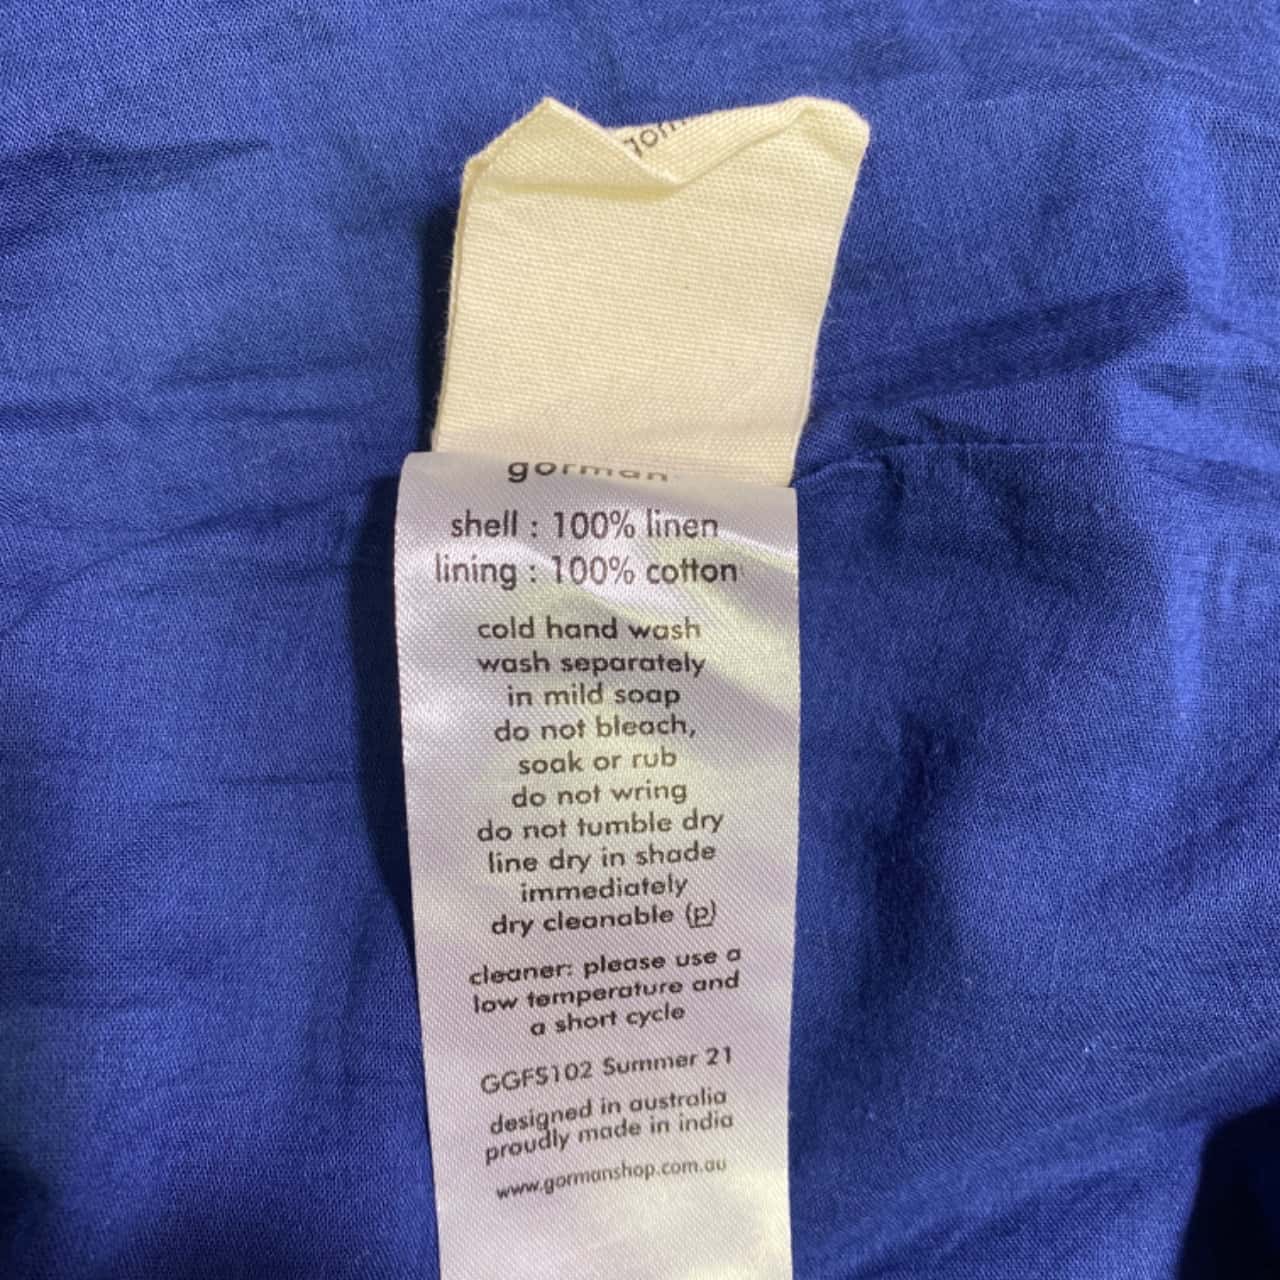 gorman
shell : 100% linen
lining : 100% cotton
cold hand wash
wash separately
in mild soap
do not bleach,
soak or rub
do not wring
do not tumble dry
line dry in shade
immediately
dry cleanable (p)
cleaner: please use a
low temperature and
a short cycle
GGFS102 Summer 21
designed in australia
proudly made in india
www.gormanshop.com.au